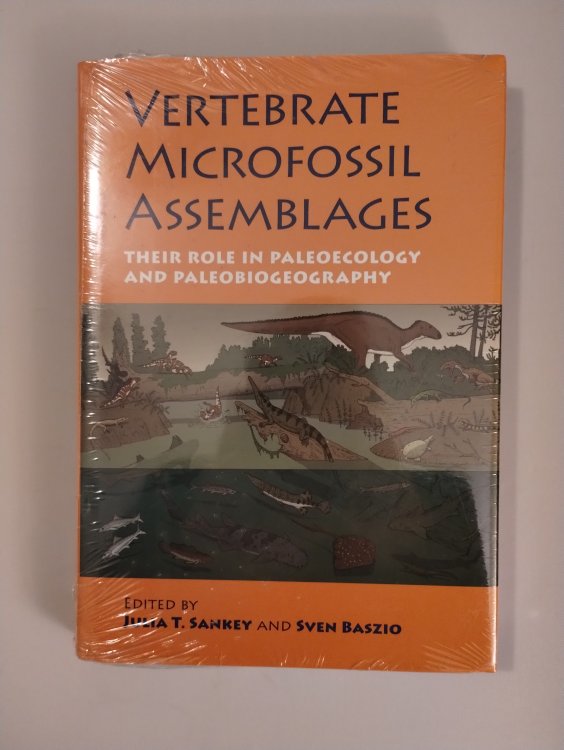 VERTEBRATE
MICROFOSSIL
ASSEMBLAGES
THEIR ROLE IN PALEOECOLOGY
AND PALEOBIOGEOGRAPHY
EDITED BY
JULIA T. SANKEY AND SVEN BASZIO